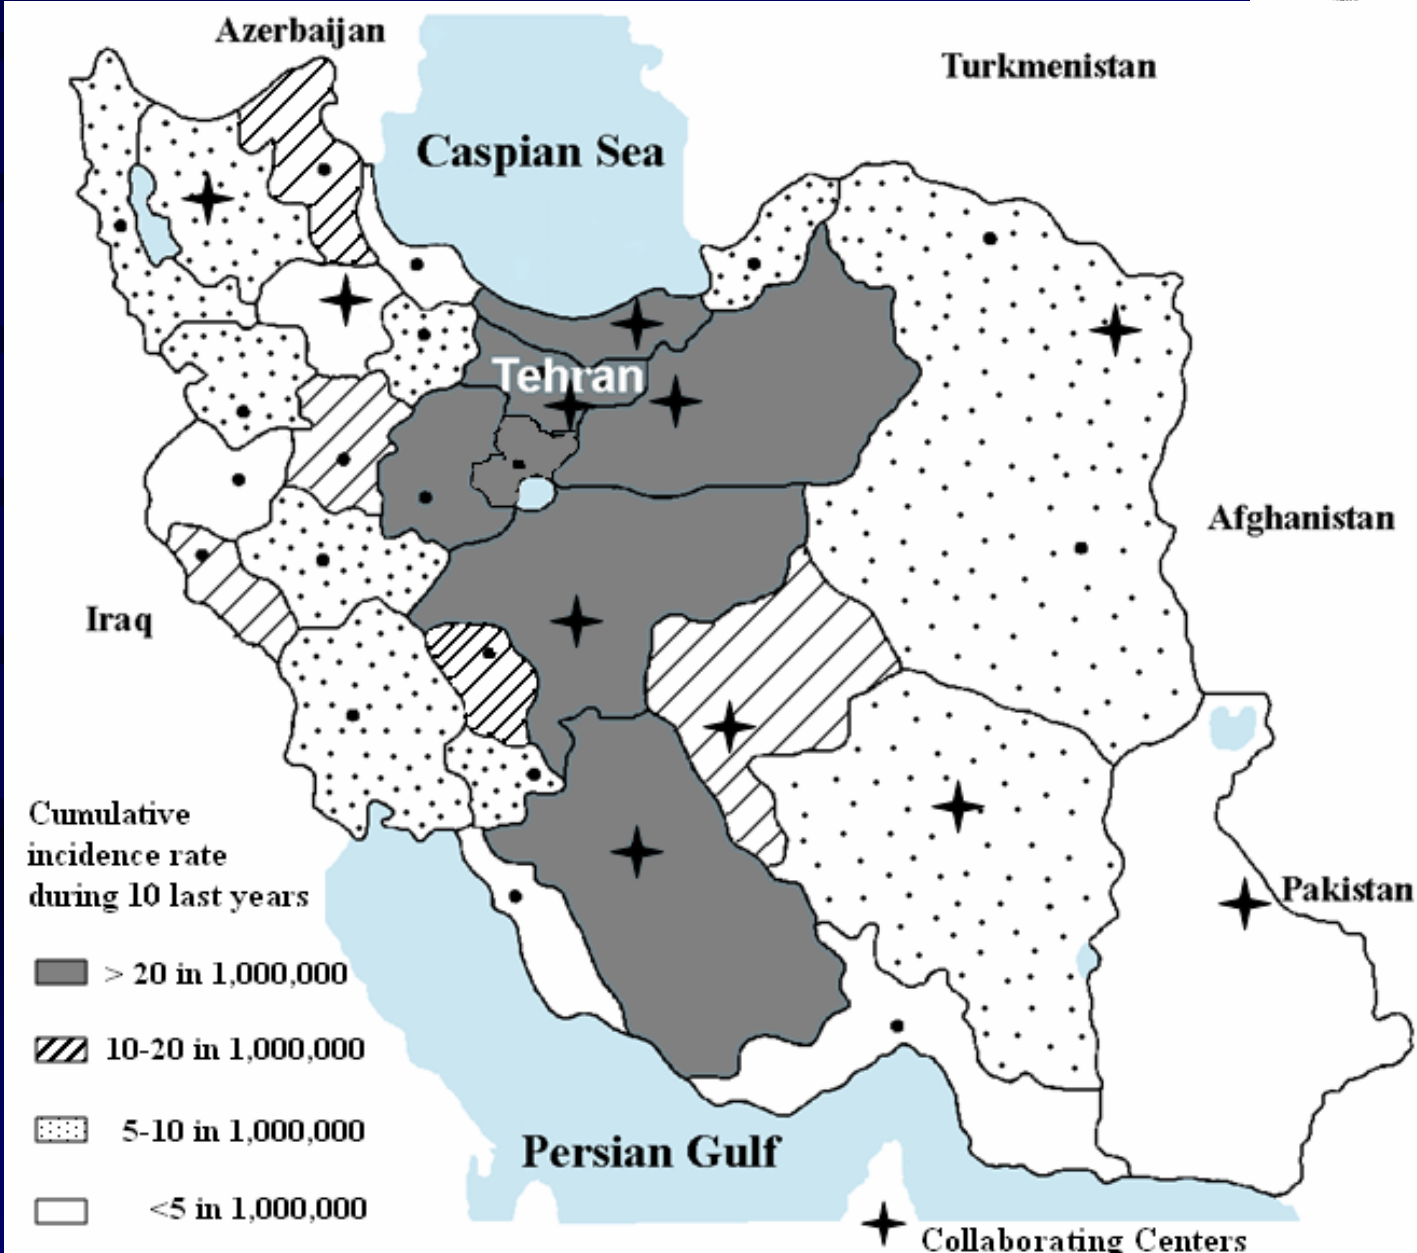 Azerbaijan
Turkmenistan
Caspian Sea
Tehran
Afghanistan
Iraq
Pakistan
Cumulative
incidence rate
during 10 last years
> 20 in 1,000,000
10-20 in 1,000,000
5-10 in 1,000,000
<5 in 1,000,000
Persian Gulf
Collaborating Centers